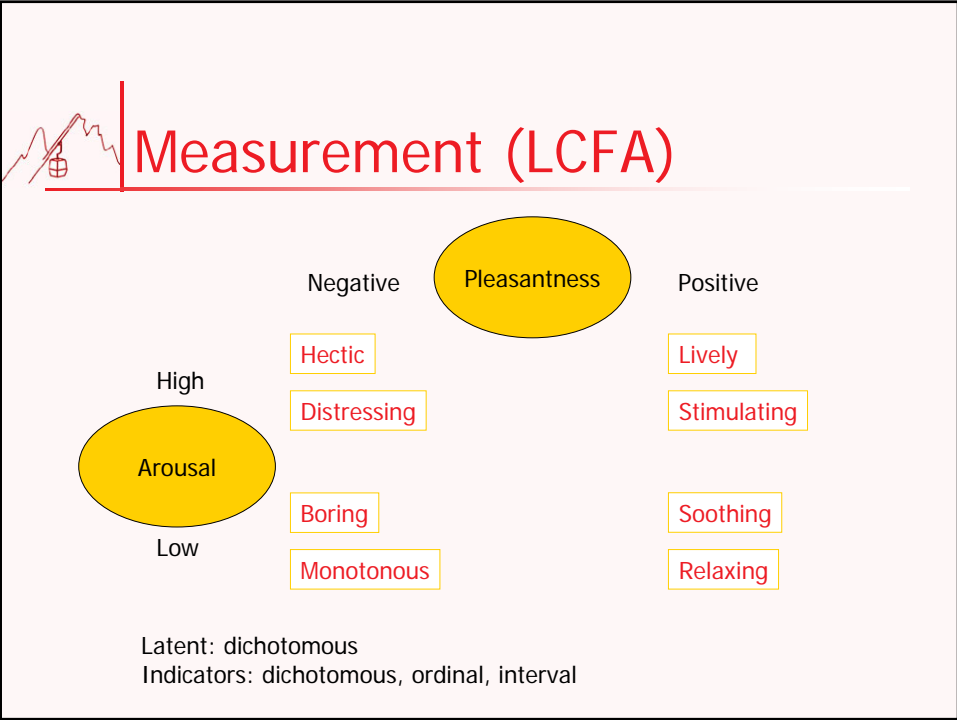 Measurement (LCFA)
Negative Pleasantness Positive
Hectic Lively
High
Distressing Stimulating
Arousal
Boring Soothing
Low
Monotonous Relaxing
Latent: dichotomous
Indicators: dichotomous, ordinal, interval